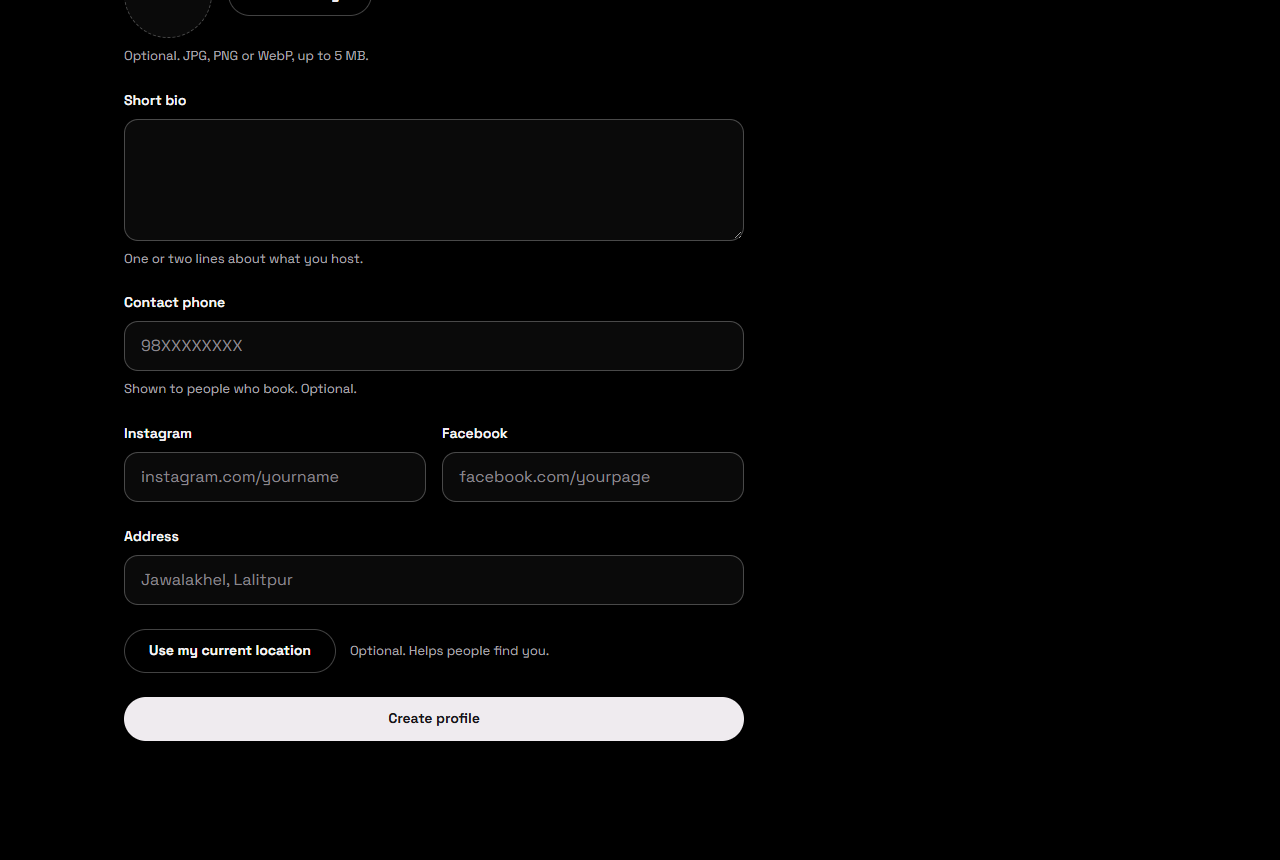 Optional. JPG, PNG or WebP, up to 5 MB.
Short bio
One or two lines about what you host.
Contact phone
98XXXXXXXX
Shown to people who book. Optional.
Instagram
Facebook
instagram.com/yourname
facebook.com/yourpage
Address
Jawalakhel, Lalitpur
Use my current location
Optional. Helps people find you.
Create profile